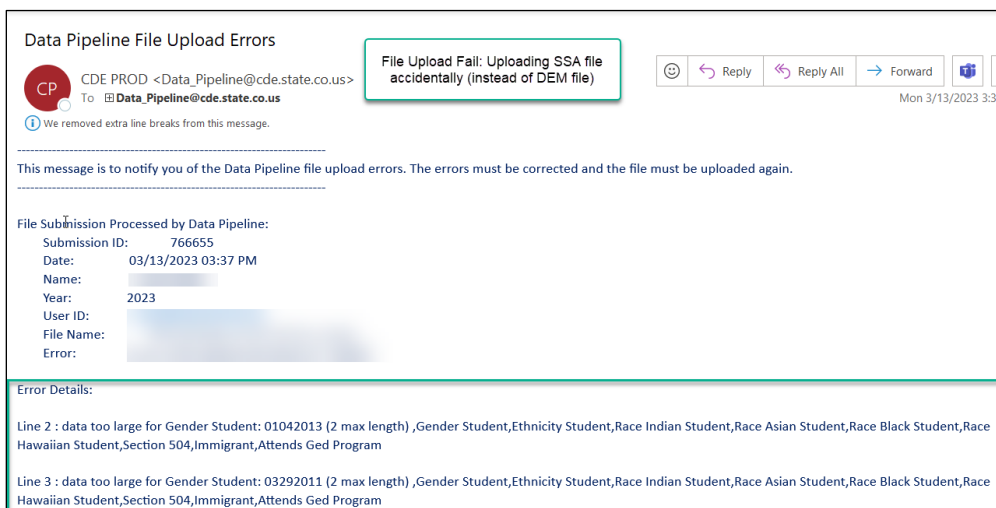 Data Pipeline File Upload Errors
File Upload Fail: Uploading SSA file
accidentally (instead of DEM file)
CP
CDE PROD <Data_Pipeline@cde.state.co.us>
To Data_Pipeline@cde.state.co.us
Reply
Reply All
Forward
Mon 3/13/2023 3:3
We removed extra line breaks from this message.
------------------------------------------------------------------------
This message is to notify you of the Data Pipeline file upload errors. The errors must be corrected and the file must be uploaded again.
------------------------------------------------------------------------
File Submission Processed by Data Pipeline:
Submission ID: 766655
Date: 03/13/2023 03:37 PM
Name:
Year: 2023
User ID:
File Name:
Error:
Error Details:
Line 2 : data too large for Gender Student: 01042013 (2 max length) ,Gender Student,Ethnicity Student,Race Indian Student,Race Asian Student,Race Black Student,Race
Hawaiian Student,Section 504,Immigrant,Attends Ged Program
Line 3 : data too large for Gender Student: 03292011 (2 max length) ,Gender Student,Ethnicity Student,Race Indian Student,Race Asian Student,Race Black Student,Race
Hawaiian Student,Section 504,Immigrant,Attends Ged Program